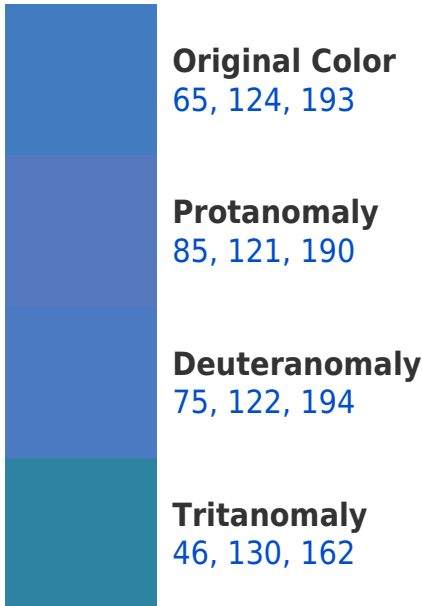 Original Color
65, 124, 193
Protanomaly
85, 121, 190
Deuteranomaly
75, 122, 194
Tritanomaly
46, 130, 162